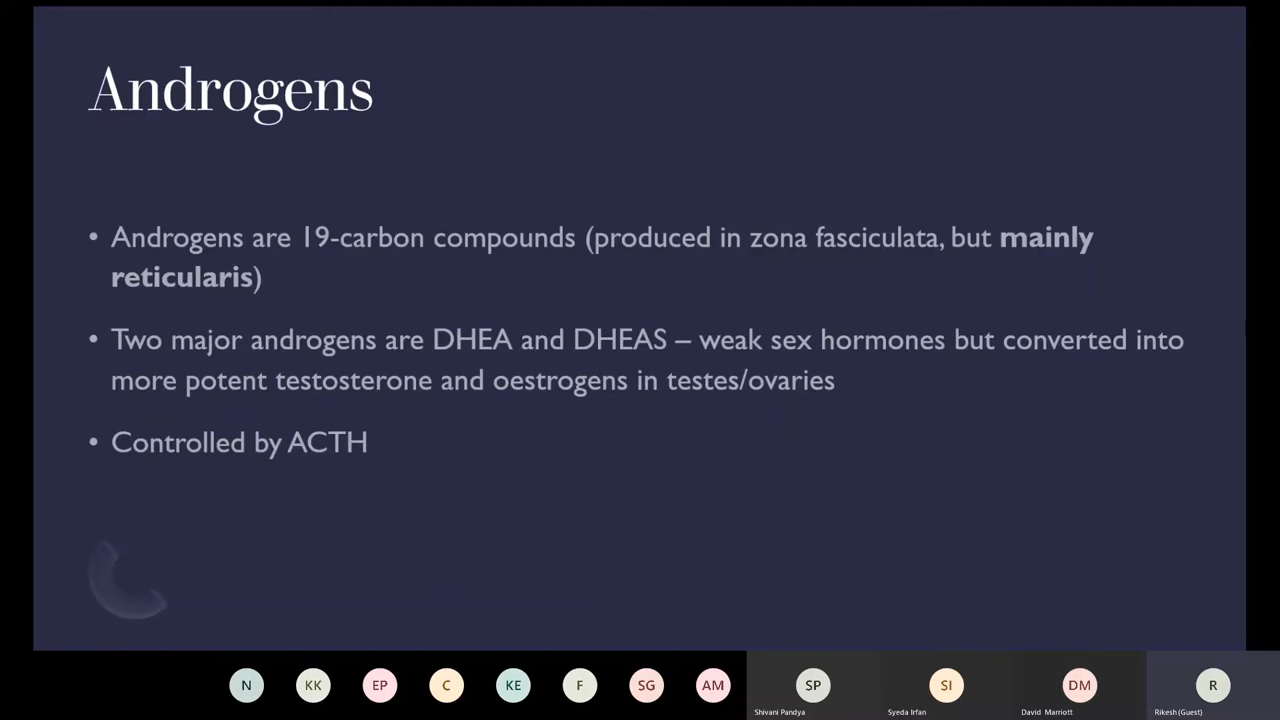 Androgens
• Androgens are 19-carbon compounds (produced in zona fasciculata, but mainly
reticularis)
• Two major androgens are DHEA and DHEAS – weak sex hormones but converted into
more potent testosterone and oestrogens in testes/ovaries
• Controlled by ACTH
N KK EP C KE F SG AM SP SI DM R
Shivani Pandya Syeda Irfan David Marriott Rikesh (Guest)